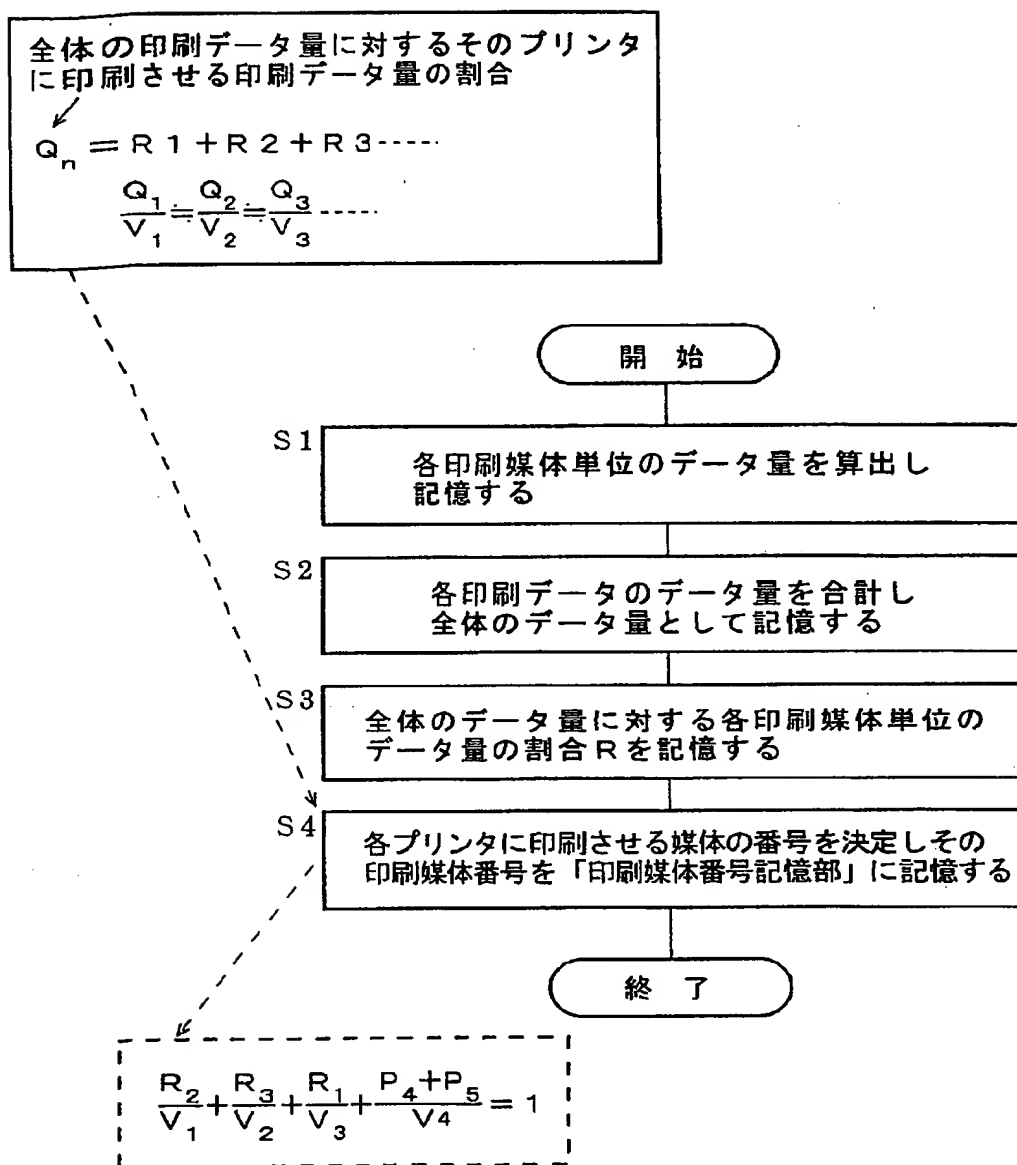 全体の印刷データ量に対するそのプリンタ
に印刷させる印刷データ量の割合
Qn = R1+R2+R3-----
Q1/V1≒Q2/V2≒Q3/V3-----
開 始
S1
各印刷媒体単位のデータ量を算出し
記憶する
S2
各印刷データのデータ量を合計し
全体のデータ量として記憶する
S3
全体のデータ量に対する各印刷媒体単位の
データ量の割合Rを記憶する
S4
各プリンタに印刷させる媒体の番号を決定しその
印刷媒体番号を「印刷媒体番号記憶部」に記憶する
終 了
R2/V1+R3/V2+R1/V3+P4+P5/V4=1